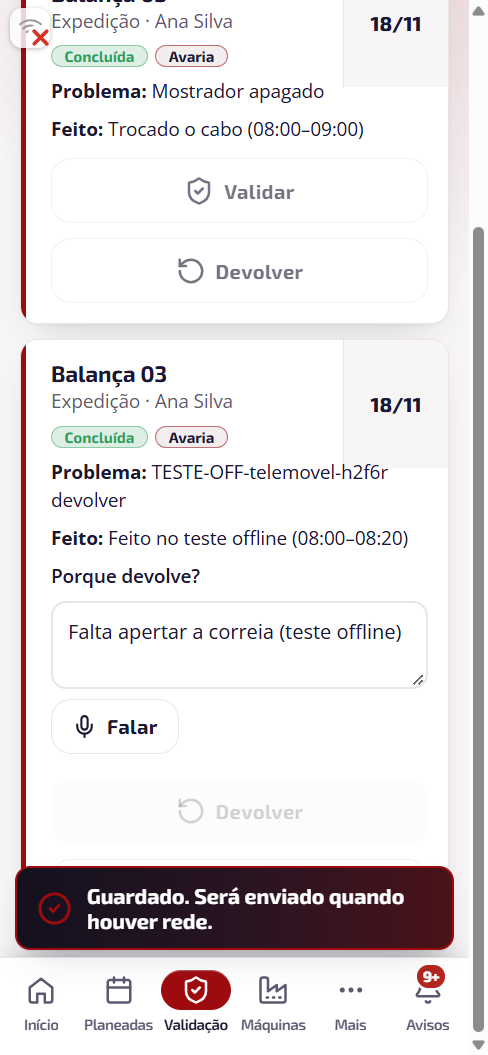 Balança 03
Expedição · Ana Silva
18/11
Concluída
Avaria
Problema: Mostrador apagado
Feito: Trocado o cabo (08:00–09:00)
Validar
Devolver
Balança 03
Expedição · Ana Silva
18/11
Concluída
Avaria
Problema: TESTE-OFF-telemovel-h2f6r
devolver
Feito: Feito no teste offline (08:00–08:20)
Porque devolve?
Falta apertar a correia (teste offline)
Falar
Devolver
Guardado. Será enviado quando
houver rede.
9+
Início
Planeadas
Validação
Máquinas
Mais
Avisos